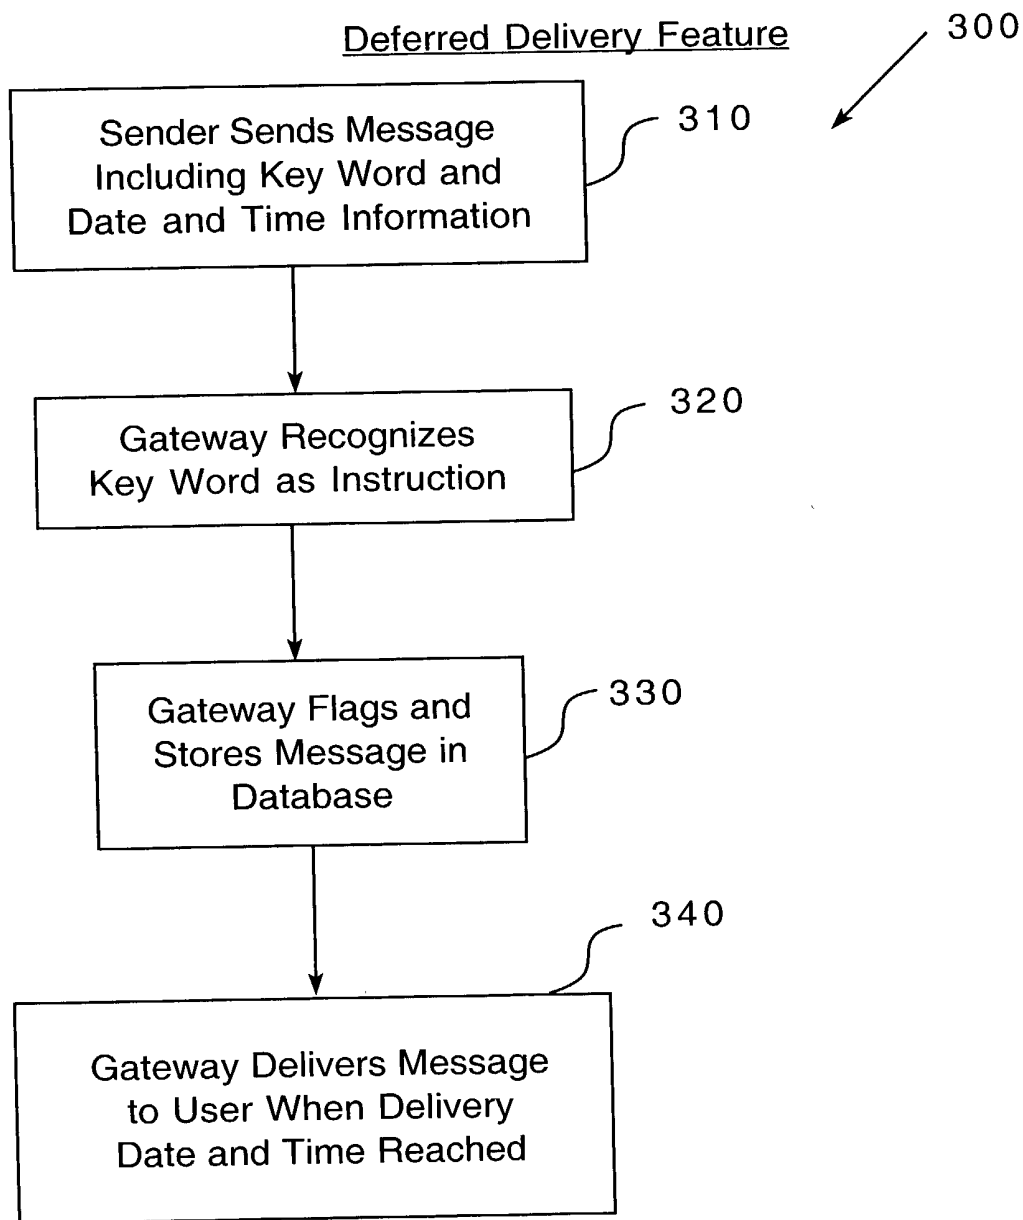 Deferred Delivery Feature
300
Sender Sends Message
Including Key Word and
Date and Time Information
310
Gateway Recognizes
Key Word as Instruction
320
Gateway Flags and
Stores Message in
Database
330
Gateway Delivers Message
to User When Delivery
Date and Time Reached
340